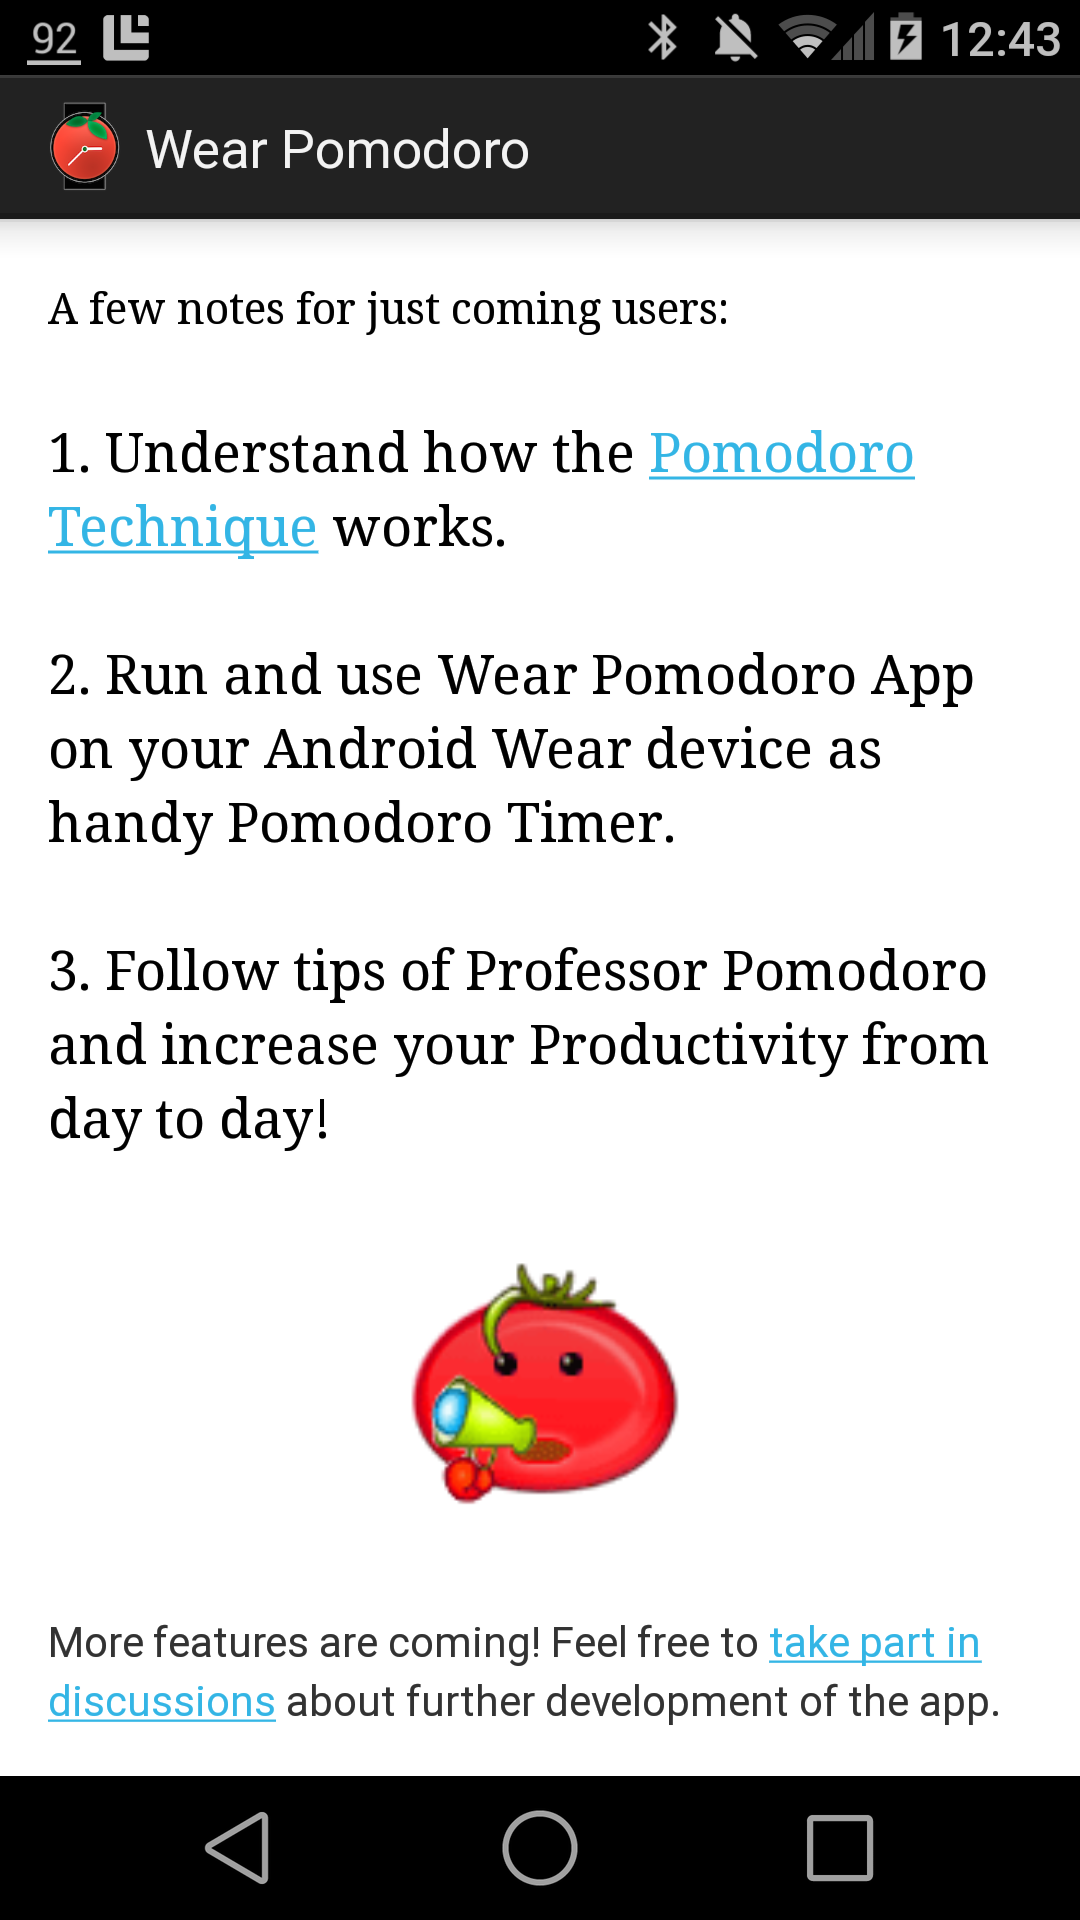 92 12:43
Wear Pomodoro
A few notes for just coming users:
1. Understand how the Pomodoro
Technique works.
2. Run and use Wear Pomodoro App
on your Android Wear device as
handy Pomodoro Timer.
3. Follow tips of Professor Pomodoro
and increase your Productivity from
day to day!
More features are coming! Feel free to take part in
discussions about further development of the app.